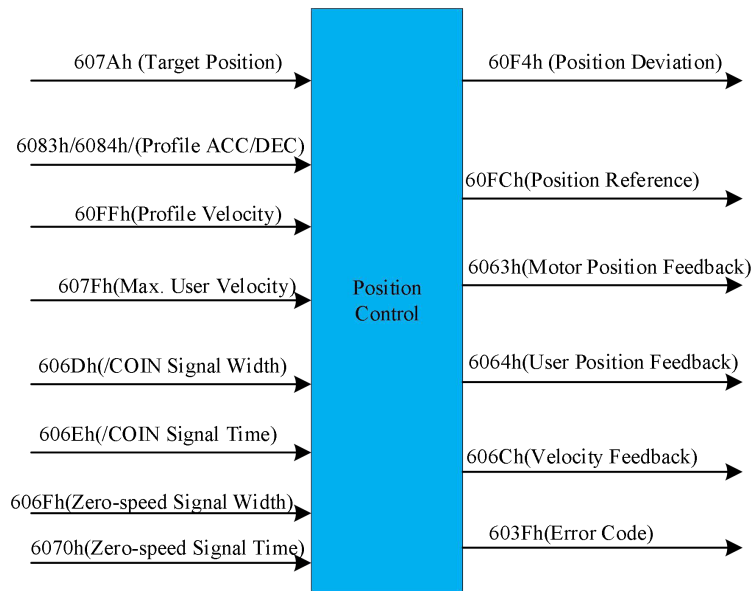 607Ah (Target Position)
6083h/6084h/(Profile ACC/DEC)
60FFh(Profile Velocity)
607Fh(Max. User Velocity)
606Dh(/COIN Signal Width)
606Eh(/COIN Signal Time)
606Fh(Zero-speed Signal Width)
6070h(Zero-speed Signal Time)
Position
Control
60F4h (Position Deviation)
60FCh(Position Reference)
6063h(Motor Position Feedback)
6064h(User Position Feedback)
606Ch(Velocity Feedback)
603Fh(Error Code)